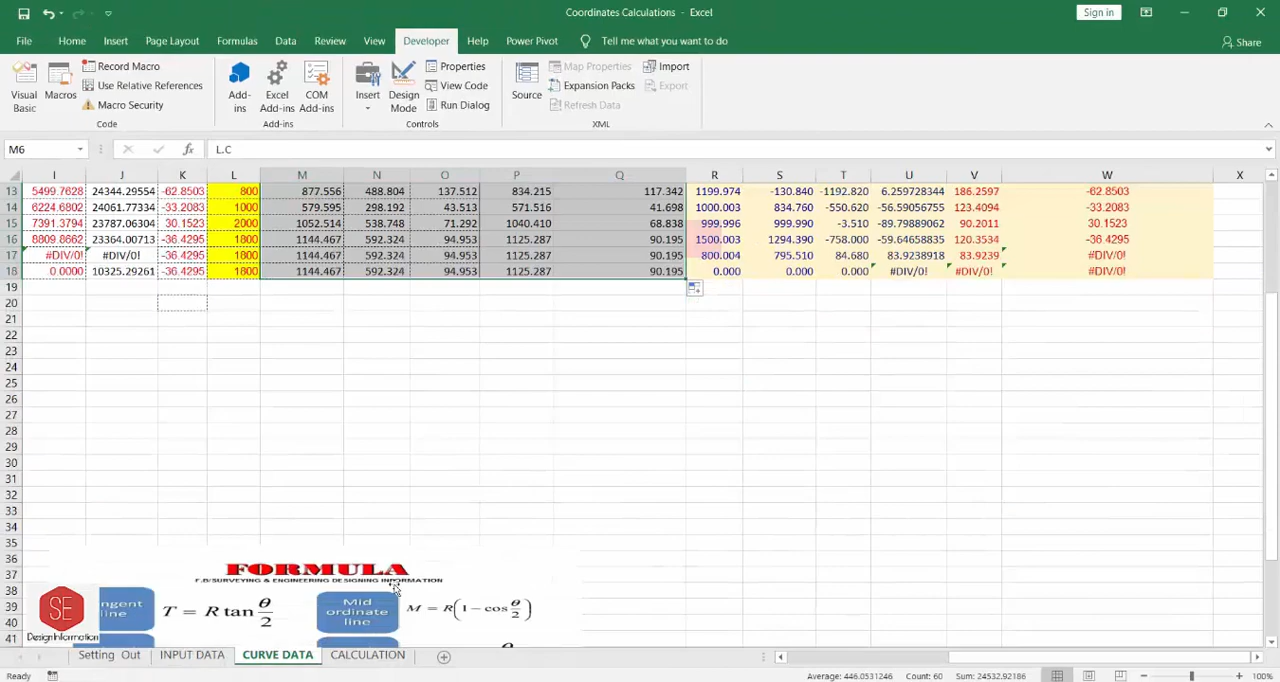 Coordinates Calculations - Excel
Sign in
File Home Insert Page Layout Formulas Data Review View Developer Help Power Pivot Tell me what you want to do Share
Visual Basic Macros Record Macro Use Relative References Macro Security Code
Add-ins Excel Add-ins COM Add-ins Add-ins
Insert Design Mode Properties View Code Run Dialog Controls
Source Map Properties Expansion Packs Refresh Data Import Export XML
M6 fx L.C
I J K L M N O P Q R S T U V W X
13 5499.7628 24344.29554 -62.8503 800 877.556 488.804 137.512 834.215 117.342 1199.974 -130.840 -1192.820 6.259728344 186.2597 -62.8503
14 6224.6802 24061.77334 -33.2083 1000 579.595 298.192 43.513 571.516 41.698 1000.003 834.760 -550.620 -56.59056755 123.4094 -33.2083
15 7391.3794 23787.06304 30.1523 2000 1052.514 538.748 71.292 1040.410 68.838 999.996 999.990 -3.510 -89.79889062 90.2011 30.1523
16 8809.8662 23364.00713 -36.4295 1800 1144.467 592.324 94.953 1125.287 90.195 1500.003 1294.390 -758.000 -59.64658835 120.3534 -36.4295
17 #DIV/0! #DIV/0! -36.4295 1800 1144.467 592.324 94.953 1125.287 90.195 800.004 795.510 84.680 83.9238918 83.9239 #DIV/0!
18 0.0000 10325.29261 -36.4295 1800 1144.467 592.324 94.953 1125.287 90.195 0.000 0.000 0.000 #DIV/0! #DIV/0! #DIV/0!
19
20
21
22
23
24
25
26
27
28
29
30
31
32
33
34
35
36
37
38
39
40
41
FORMULA
F.B/SURVEYING & ENGINEERING DESIGNING INFORMATION
SE
Design Information
ngent line
T = R tan θ/2
Mid ordinate line
M = R(1 − cos θ/2)
θ
Setting Out INPUT DATA CURVE DATA CALCULATION
Ready Average: 446.0531246 Count: 60 Sum: 24532.92186 100%